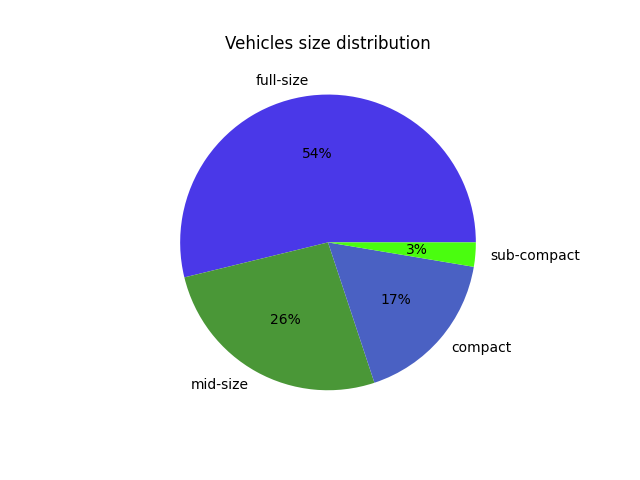 Vehicles size distribution
full-size
54%
3%
sub-compact
17%
26%
compact
mid-size